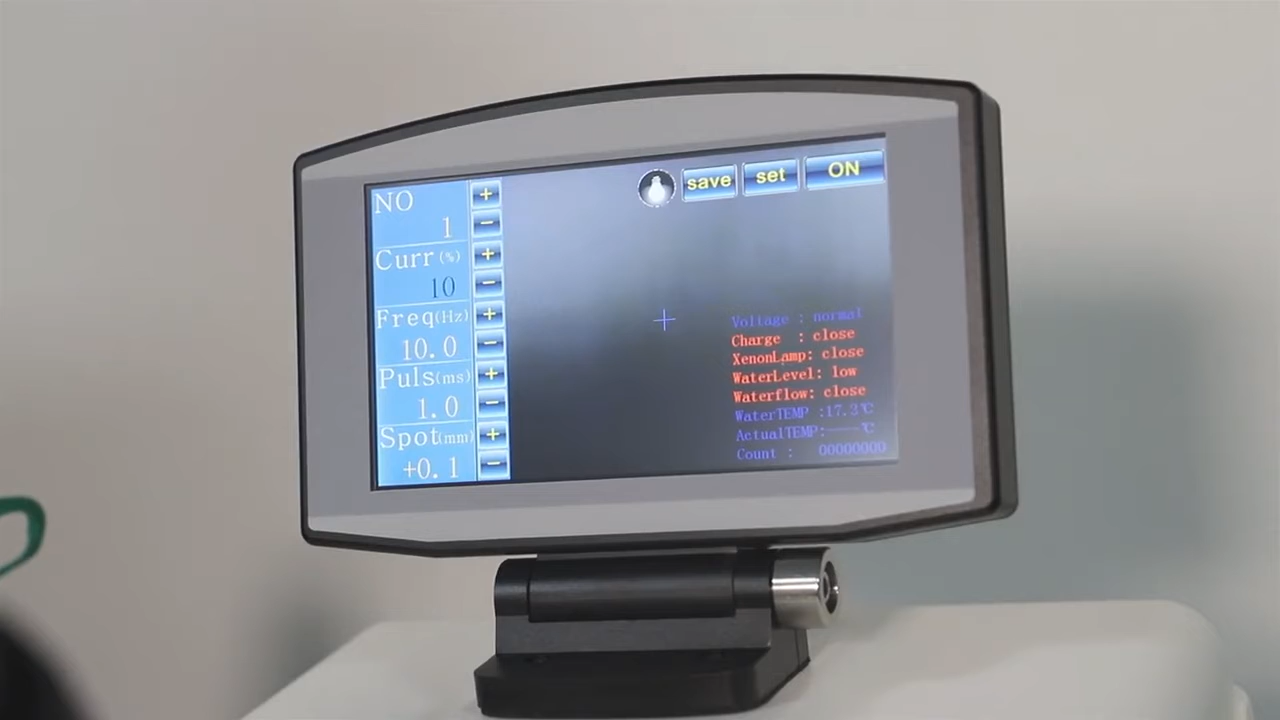 NO
1
Curr(%)
10
Freq(Hz)
10.0
Puls(ms)
1.0
Spot(mm)
+0.1
save
set
ON
Voltage : normal
Charge : close
XenonLamp: close
WaterLevel: low
Waterflow: close
WaterTEMP :17.3℃
ActualTEMP:----℃
Count : 00000000